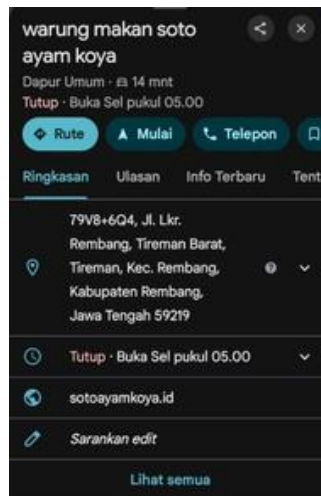 warung makan soto
ayam koya
Dapur Umum · 14 mnt
Tutup · Buka Sel pukul 05.00
Rute Mulai Telepon
Ringkasan Ulasan Info Terbaru Tent
79V8+6Q4, Jl. Lkr.
Rembang, Tireman Barat,
Tireman, Kec. Rembang,
Kabupaten Rembang,
Jawa Tengah 59219
Tutup · Buka Sel pukul 05.00
sotoayamkoya.id
Sarankan edit
Lihat semua